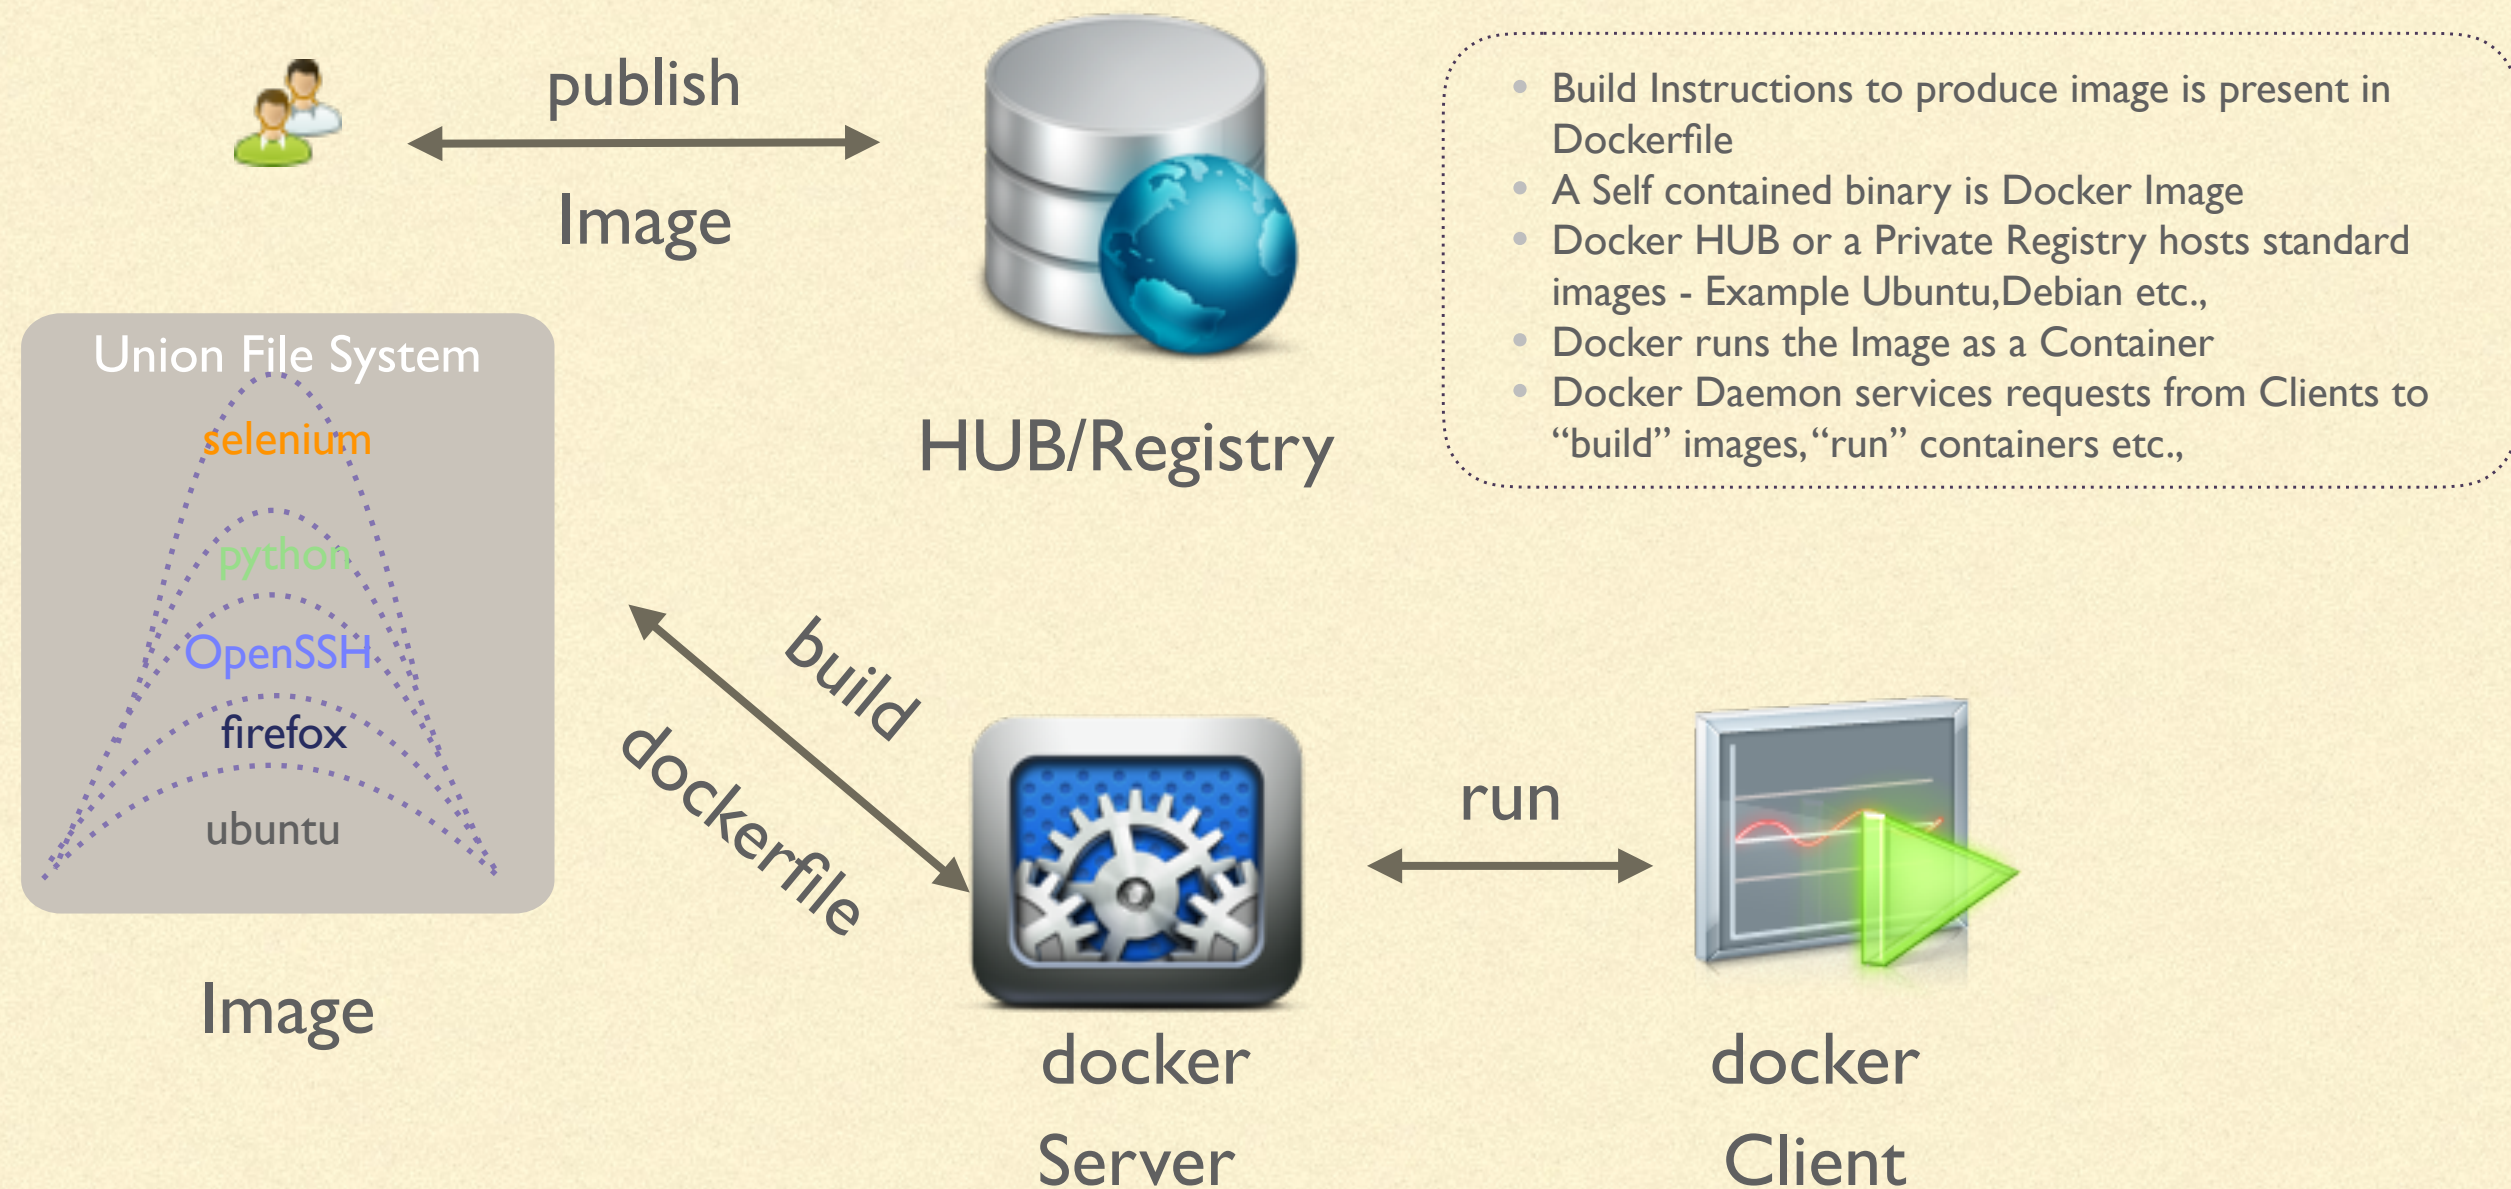 publish
Image
HUB/Registry
• Build Instructions to produce image is present in
Dockerfile
• A Self contained binary is Docker Image
• Docker HUB or a Private Registry hosts standard
images - Example Ubuntu,Debian etc.,
• Docker runs the Image as a Container
• Docker Daemon services requests from Clients to
“build” images, “run” containers etc.,
Union File System
selenium
python
OpenSSH
firefox
ubuntu
Image
build
dockerfile
docker
Server
run
docker
Client